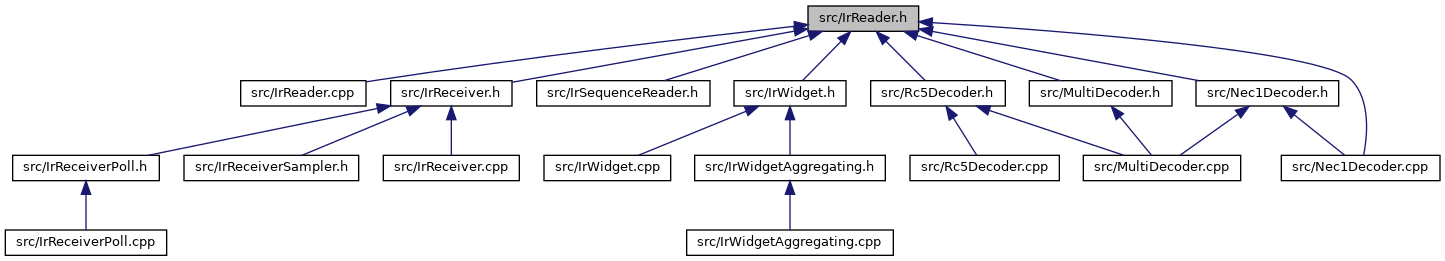 src/IrReader.h
src/IrReader.cpp
src/IrReceiver.h
src/IrSequenceReader.h
src/IrWidget.h
src/Rc5Decoder.h
src/MultiDecoder.h
src/Nec1Decoder.h
src/IrReceiverPoll.h
src/IrReceiverSampler.h
src/IrReceiver.cpp
src/IrWidget.cpp
src/IrWidgetAggregating.h
src/Rc5Decoder.cpp
src/MultiDecoder.cpp
src/Nec1Decoder.cpp
src/IrReceiverPoll.cpp
src/IrWidgetAggregating.cpp